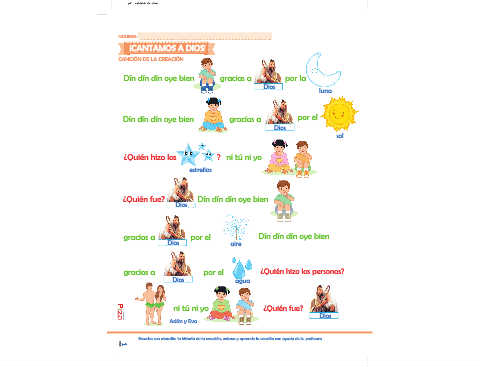 ¡CANTAMOS A DIOS!
CANCIÓN DE LA CREACIÓN
Din din din oye bien gracias a Dios por la luna
Din din din oye bien gracias a Dios por el sol
¿Quién hizo las estrellas ? ni tú ni yo
¿Quién fue? Dios Din din din oye bien
gracias a Dios por el aire Din din din oye bien
gracias a Dios por el agua ¿Quién hizo las personas?
Adán y Eva ni tú ni yo ¿Quién fue? Dios